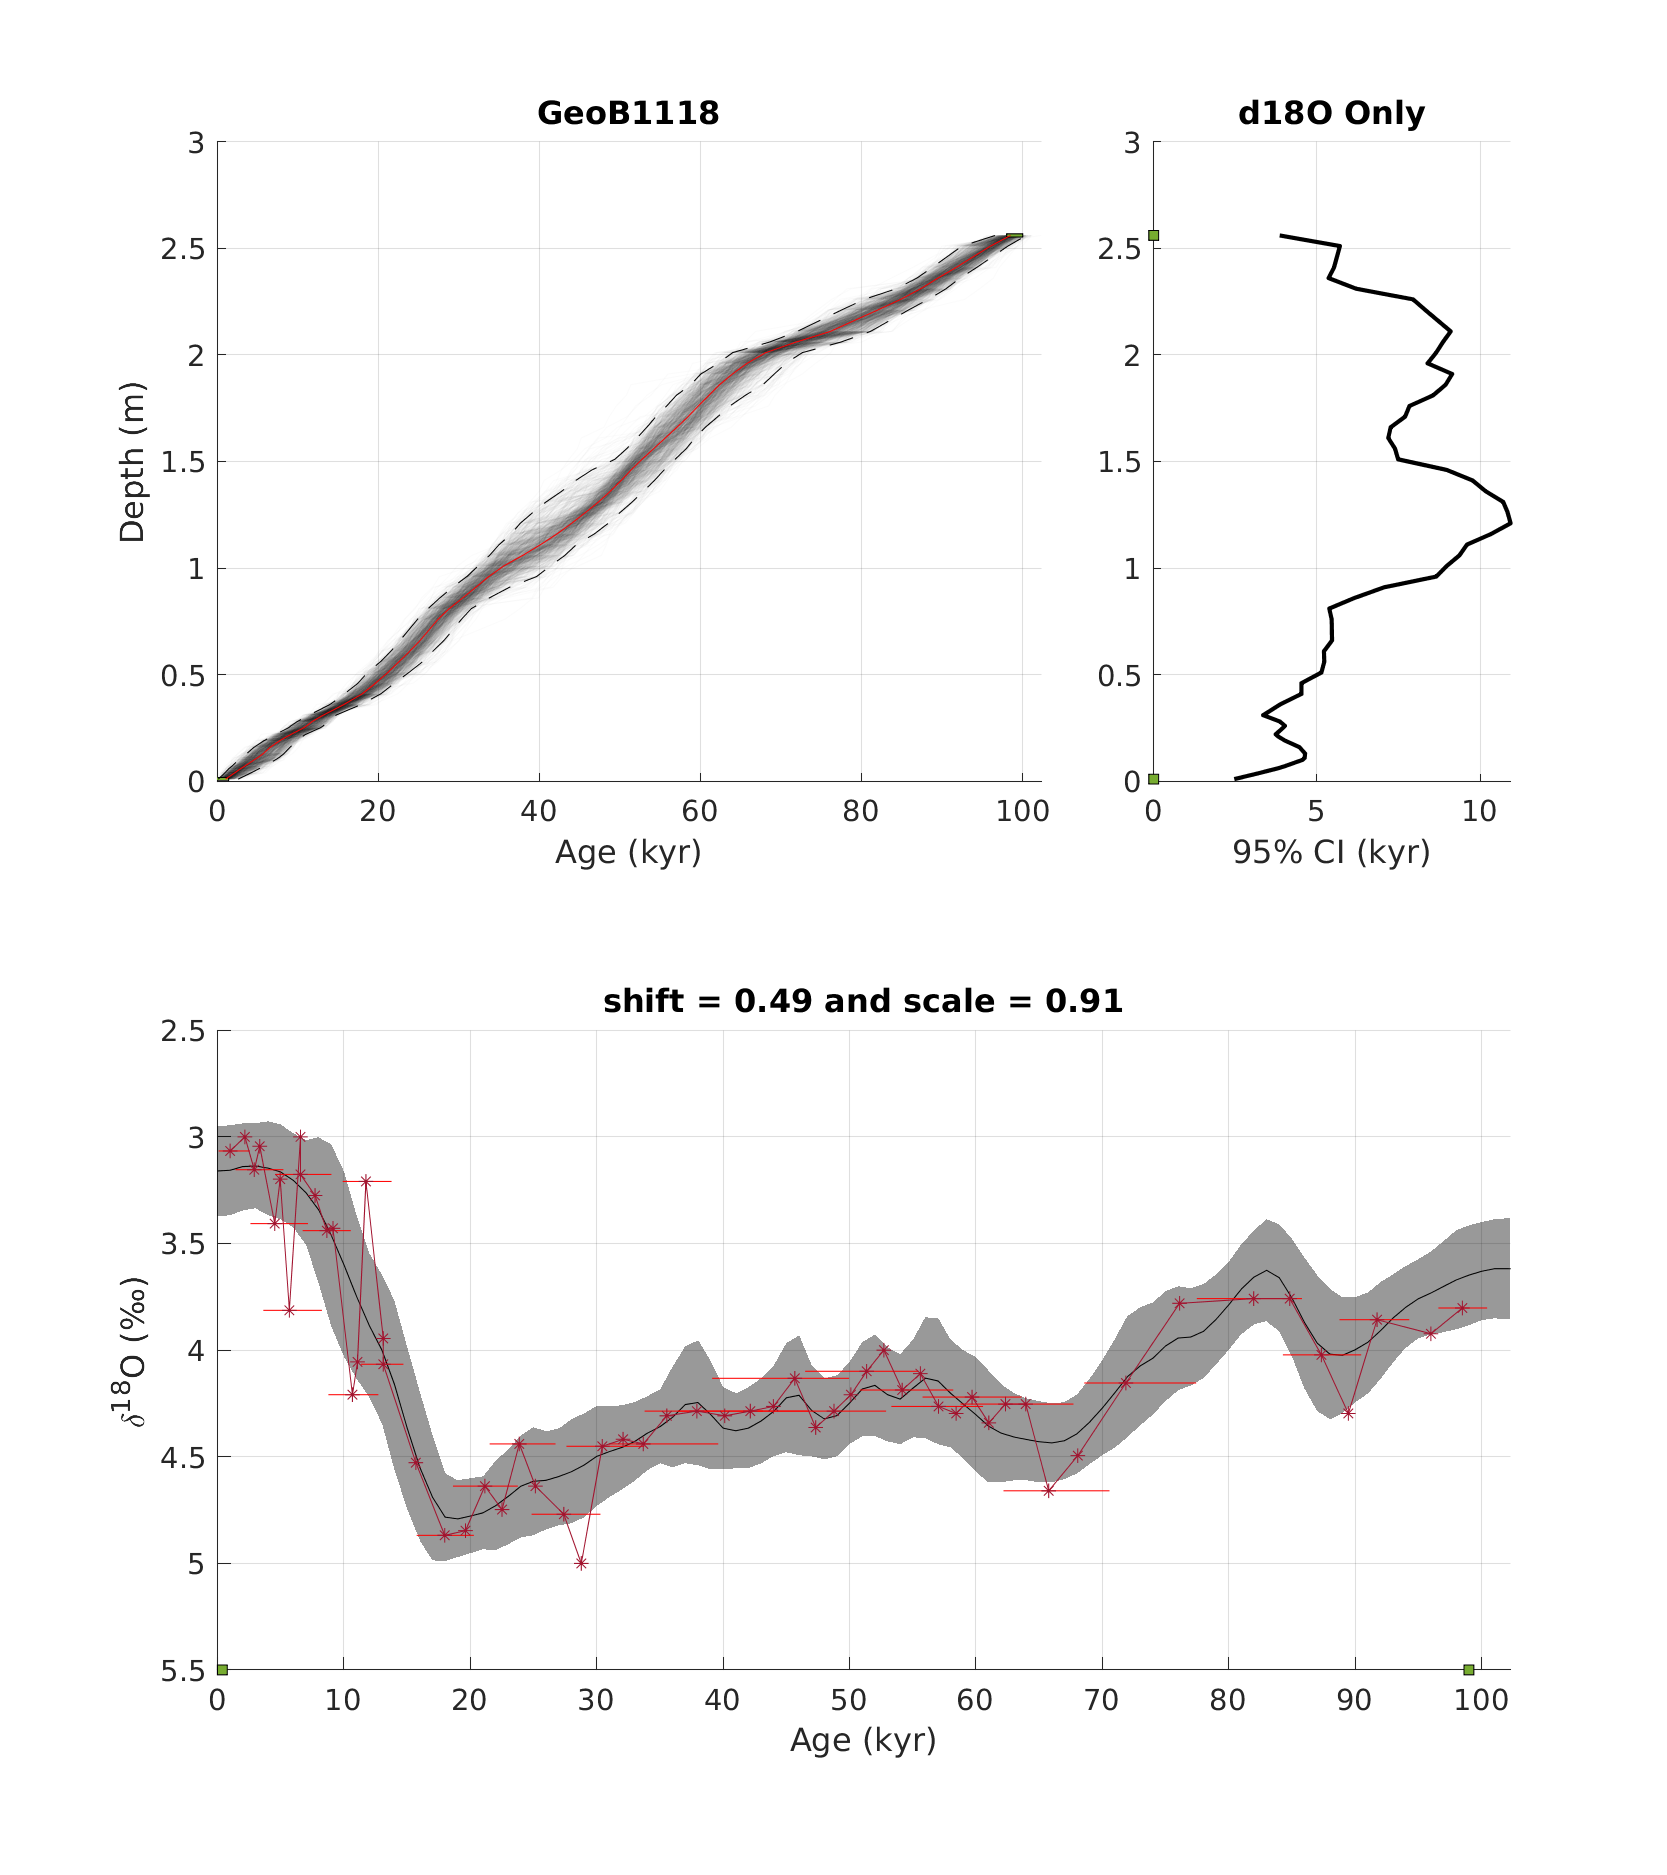 GeoB1118
d18O Only
3
2.5
2
1.5
1
0.5
0
Depth (m)
0 20 40 60 80 100
Age (kyr)
3
2.5
2
1.5
1
0.5
0
0 5 10
95% CI (kyr)
shift = 0.49 and scale = 0.91
2.5
3
3.5
4
4.5
5
5.5
δ18O (‰)
0 10 20 30 40 50 60 70 80 90 100
Age (kyr)